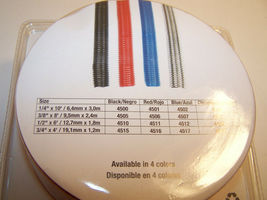 Size Black/Negro Red/Rojo Blue/Azul
1/4" x 10' / 6,4mm x 3,0m 4500 4501 4502
3/8" x 8' / 9,5mm x 2,4m 4505 4506 4507
1/2" x 6' / 12,7mm x 1,8m 4510 4511 4512
3/4" x 4' / 19,1mm x 1,2m 4515 4516 4517
Available in 4 colors
Disponible en 4 colores